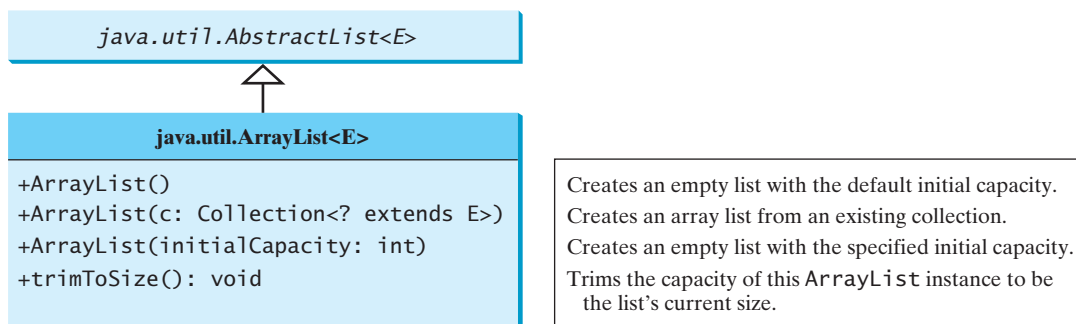 java.util.AbstractList<E>
java.util.ArrayList<E>
+ArrayList()
+ArrayList(c: Collection<? extends E>)
+ArrayList(initialCapacity: int)
+trimToSize(): void
Creates an empty list with the default initial capacity.
Creates an array list from an existing collection.
Creates an empty list with the specified initial capacity.
Trims the capacity of this ArrayList instance to be
the list's current size.